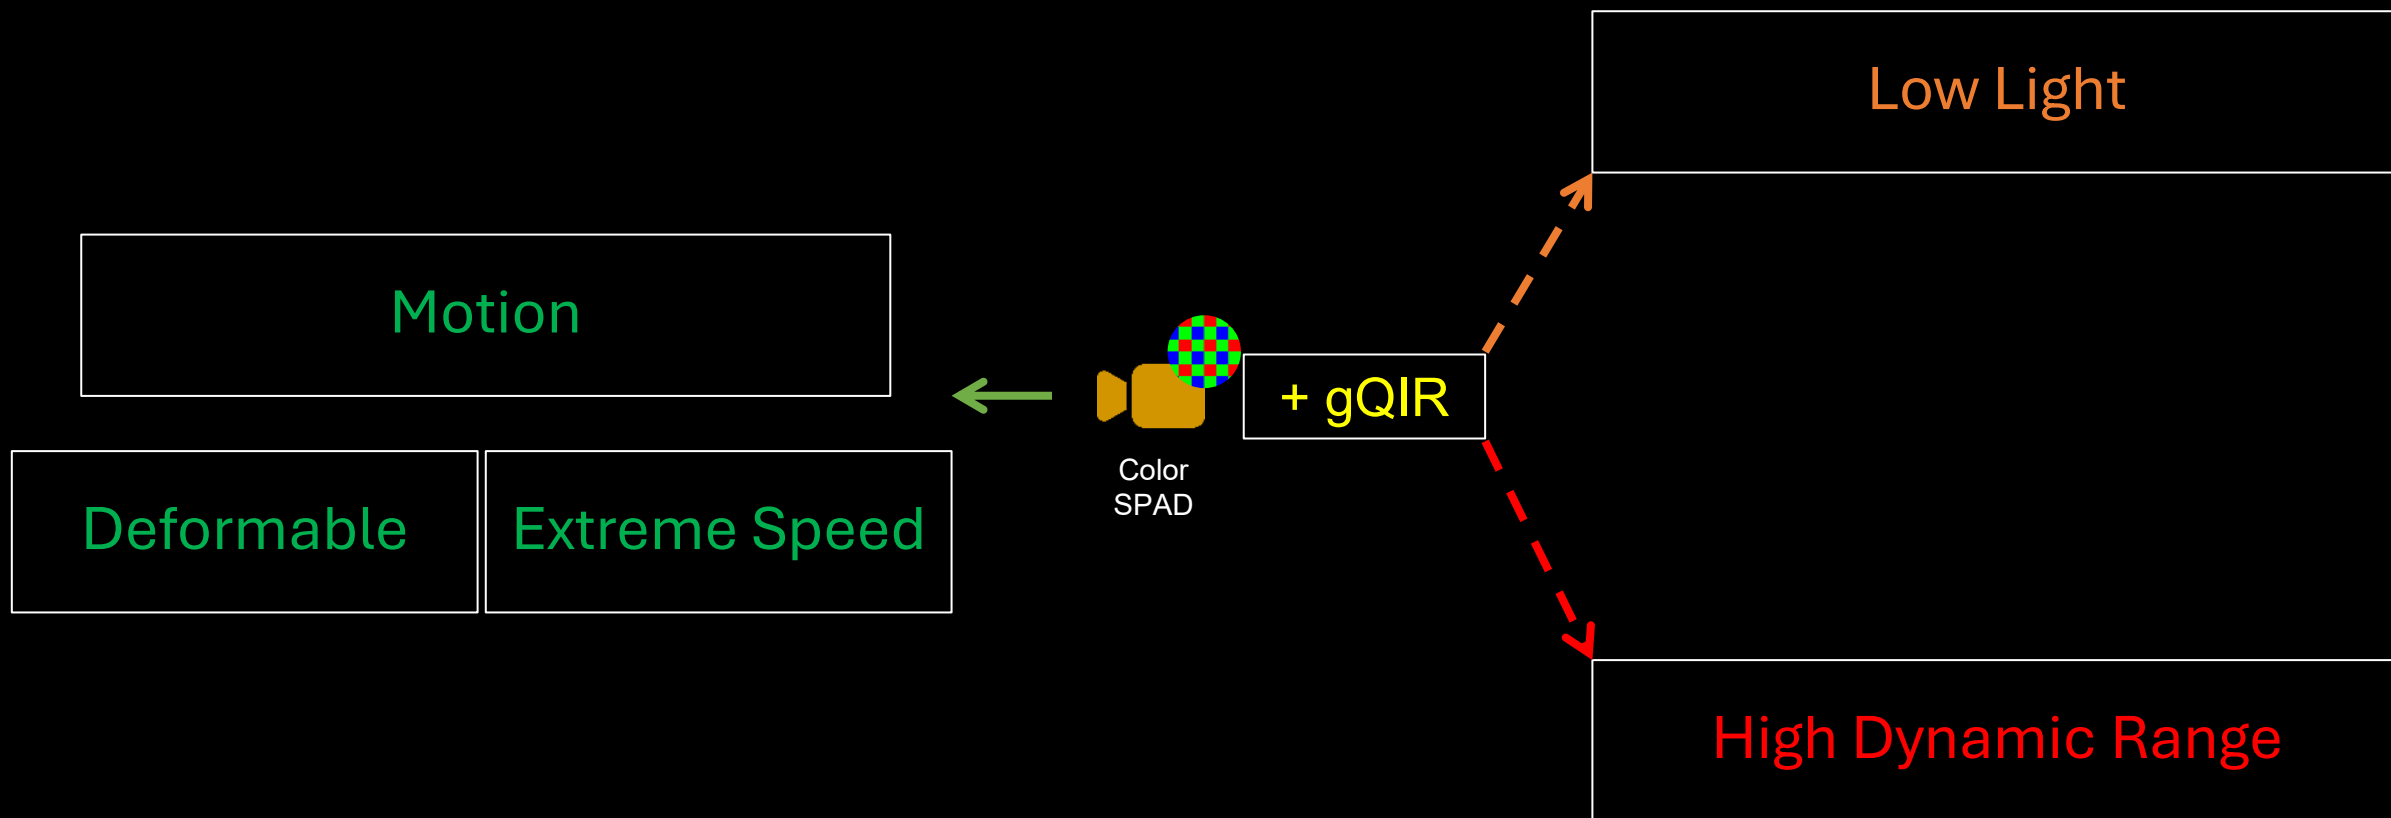 Low Light
Motion
+ gQIR
Color
SPAD
Deformable
Extreme Speed
High Dynamic Range